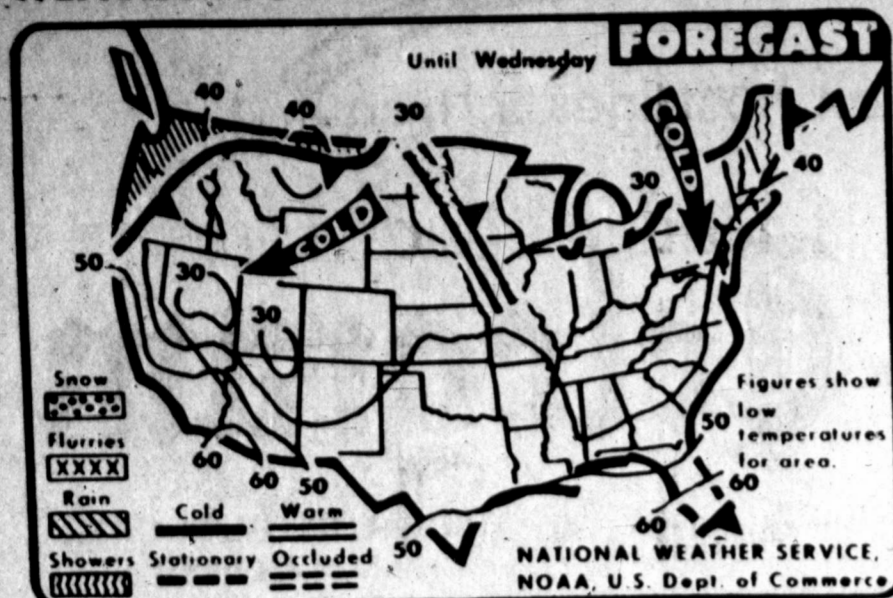 FORECAST
Until Wednesday
40
40
30
COLD
30
40
COLD
50
30
30
Snow
Flurries
Rain
Showers
Cold
Warm
Stationary
Occluded
60
60
50
50
50
60
60
Figures show
low
temperatures
for area.
NATIONAL WEATHER SERVICE,
NOAA, U.S. Dept. of Commerce